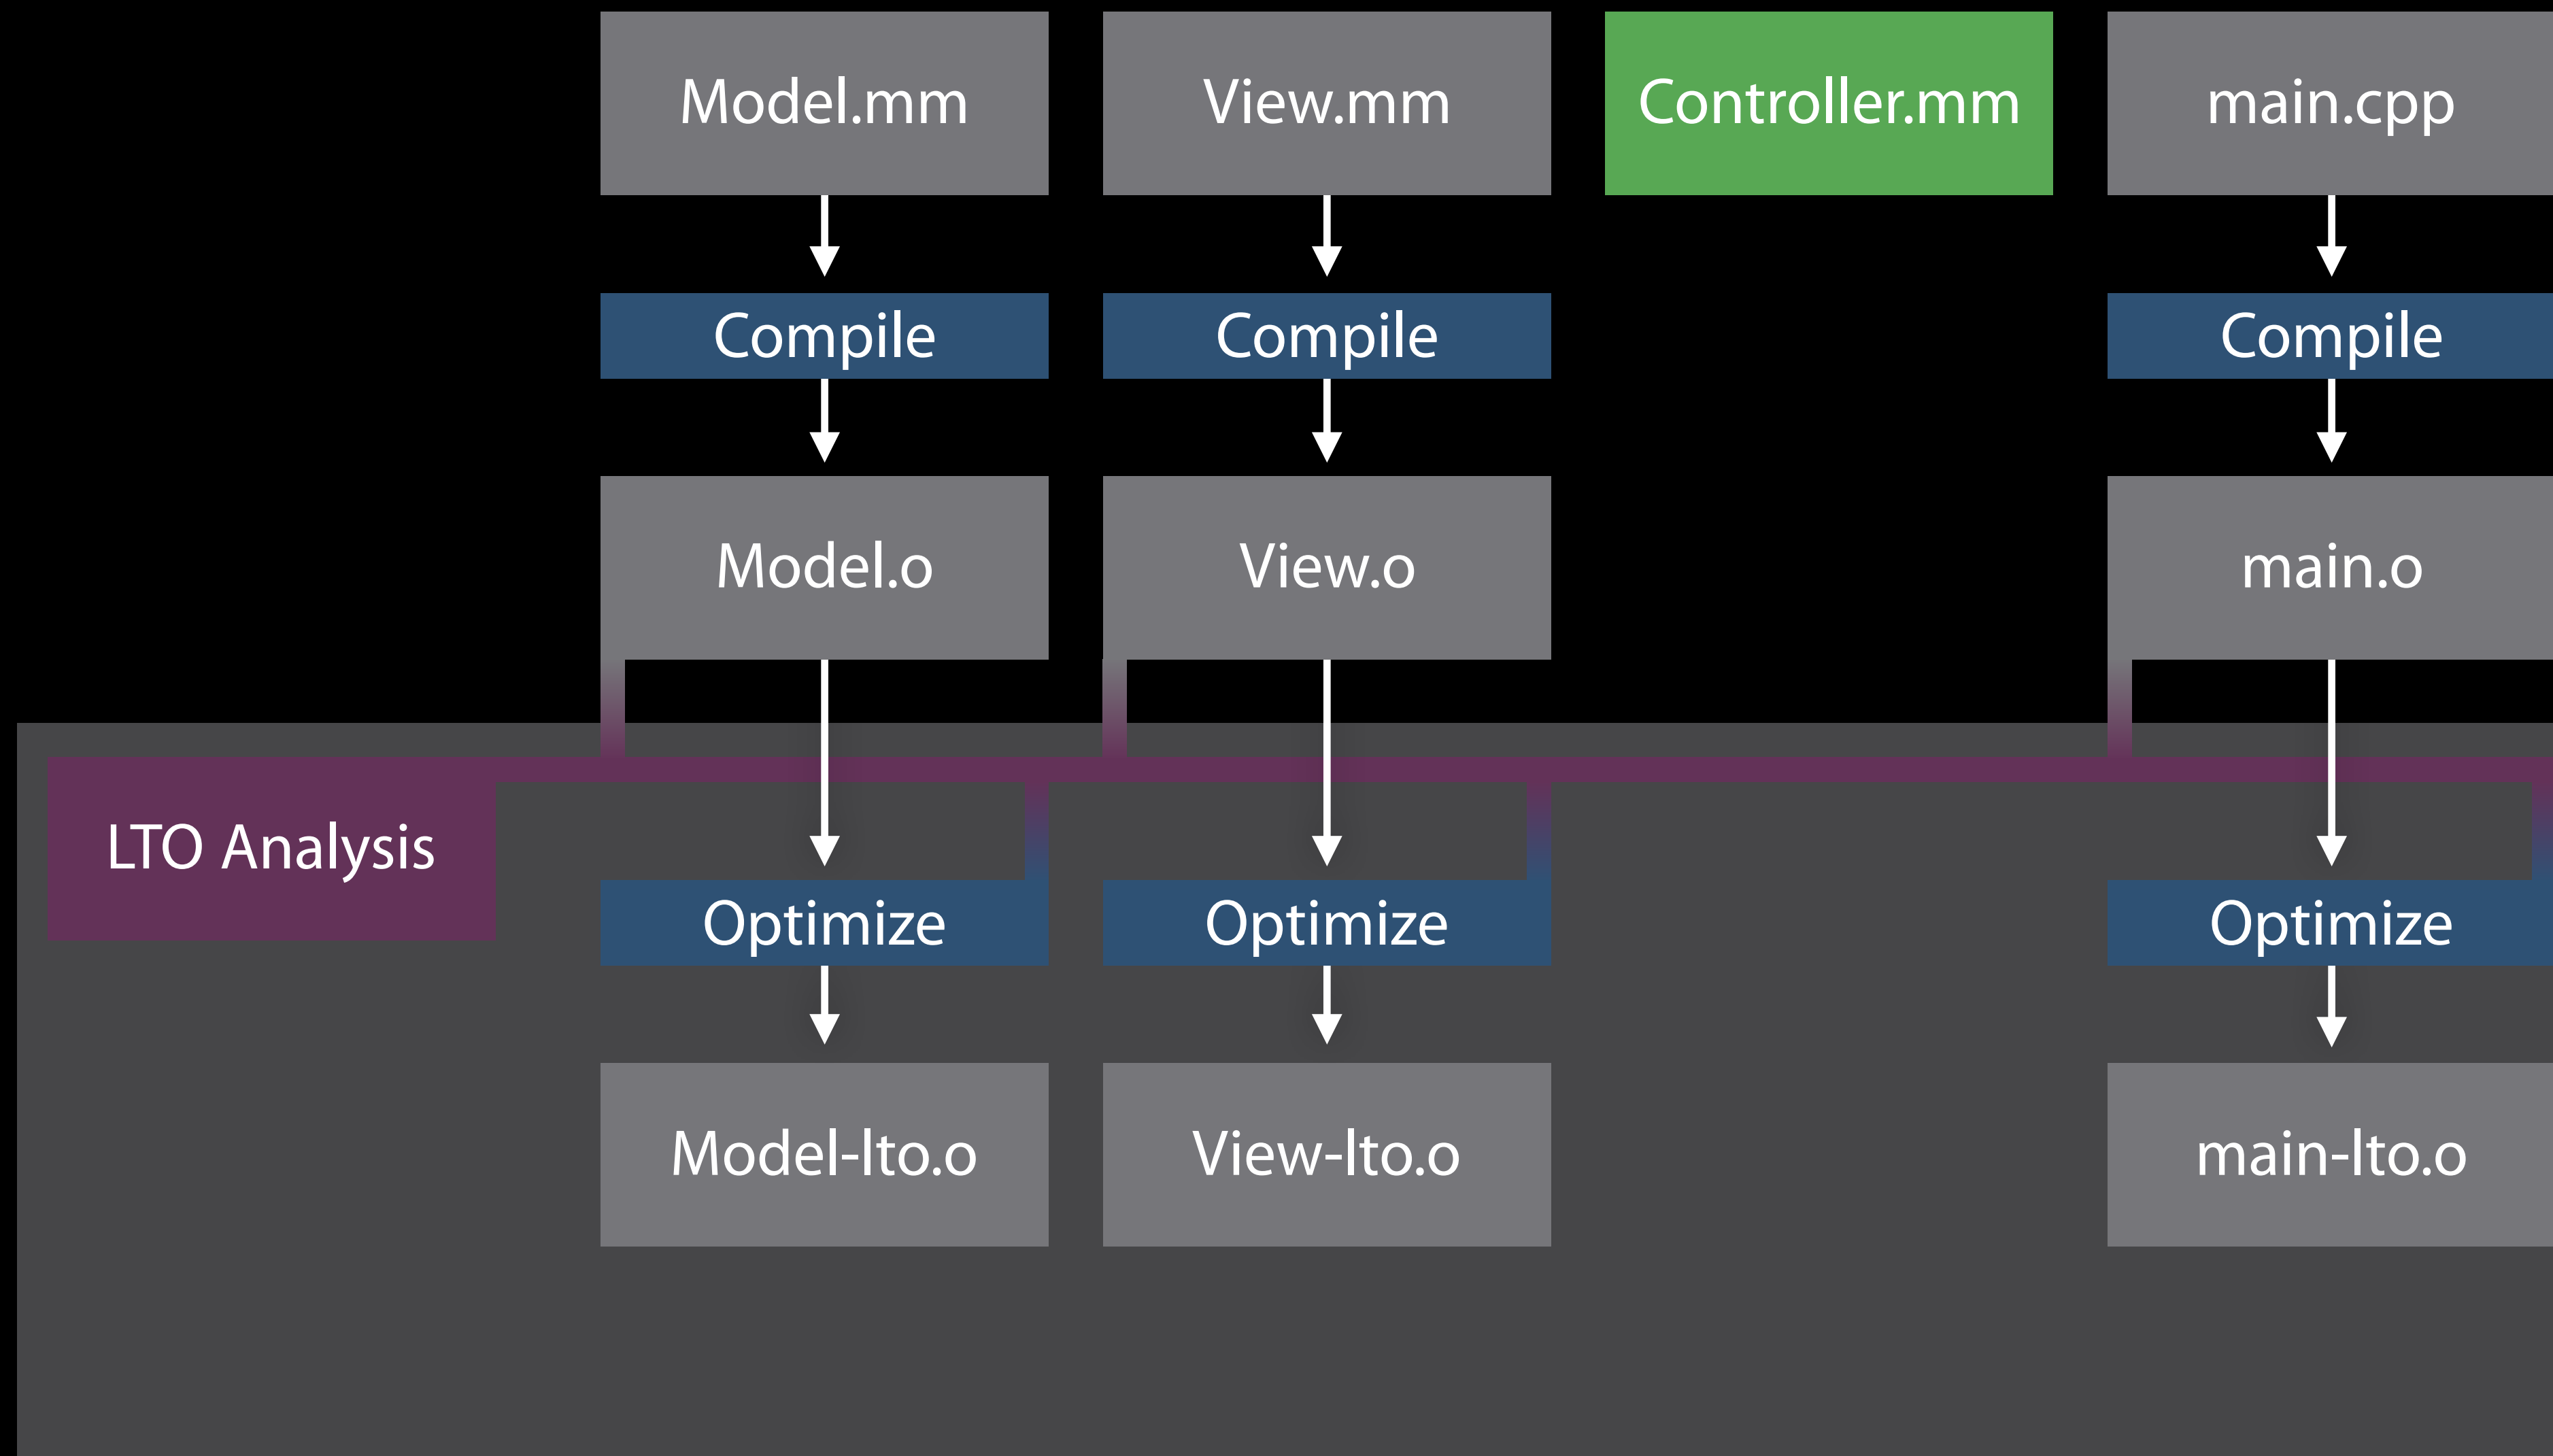 Model.mm
View.mm
Controller.mm
main.cpp
Compile
Compile
Compile
Model.o
View.o
main.o
LTO Analysis
Optimize
Optimize
Optimize
Model-lto.o
View-lto.o
main-lto.o